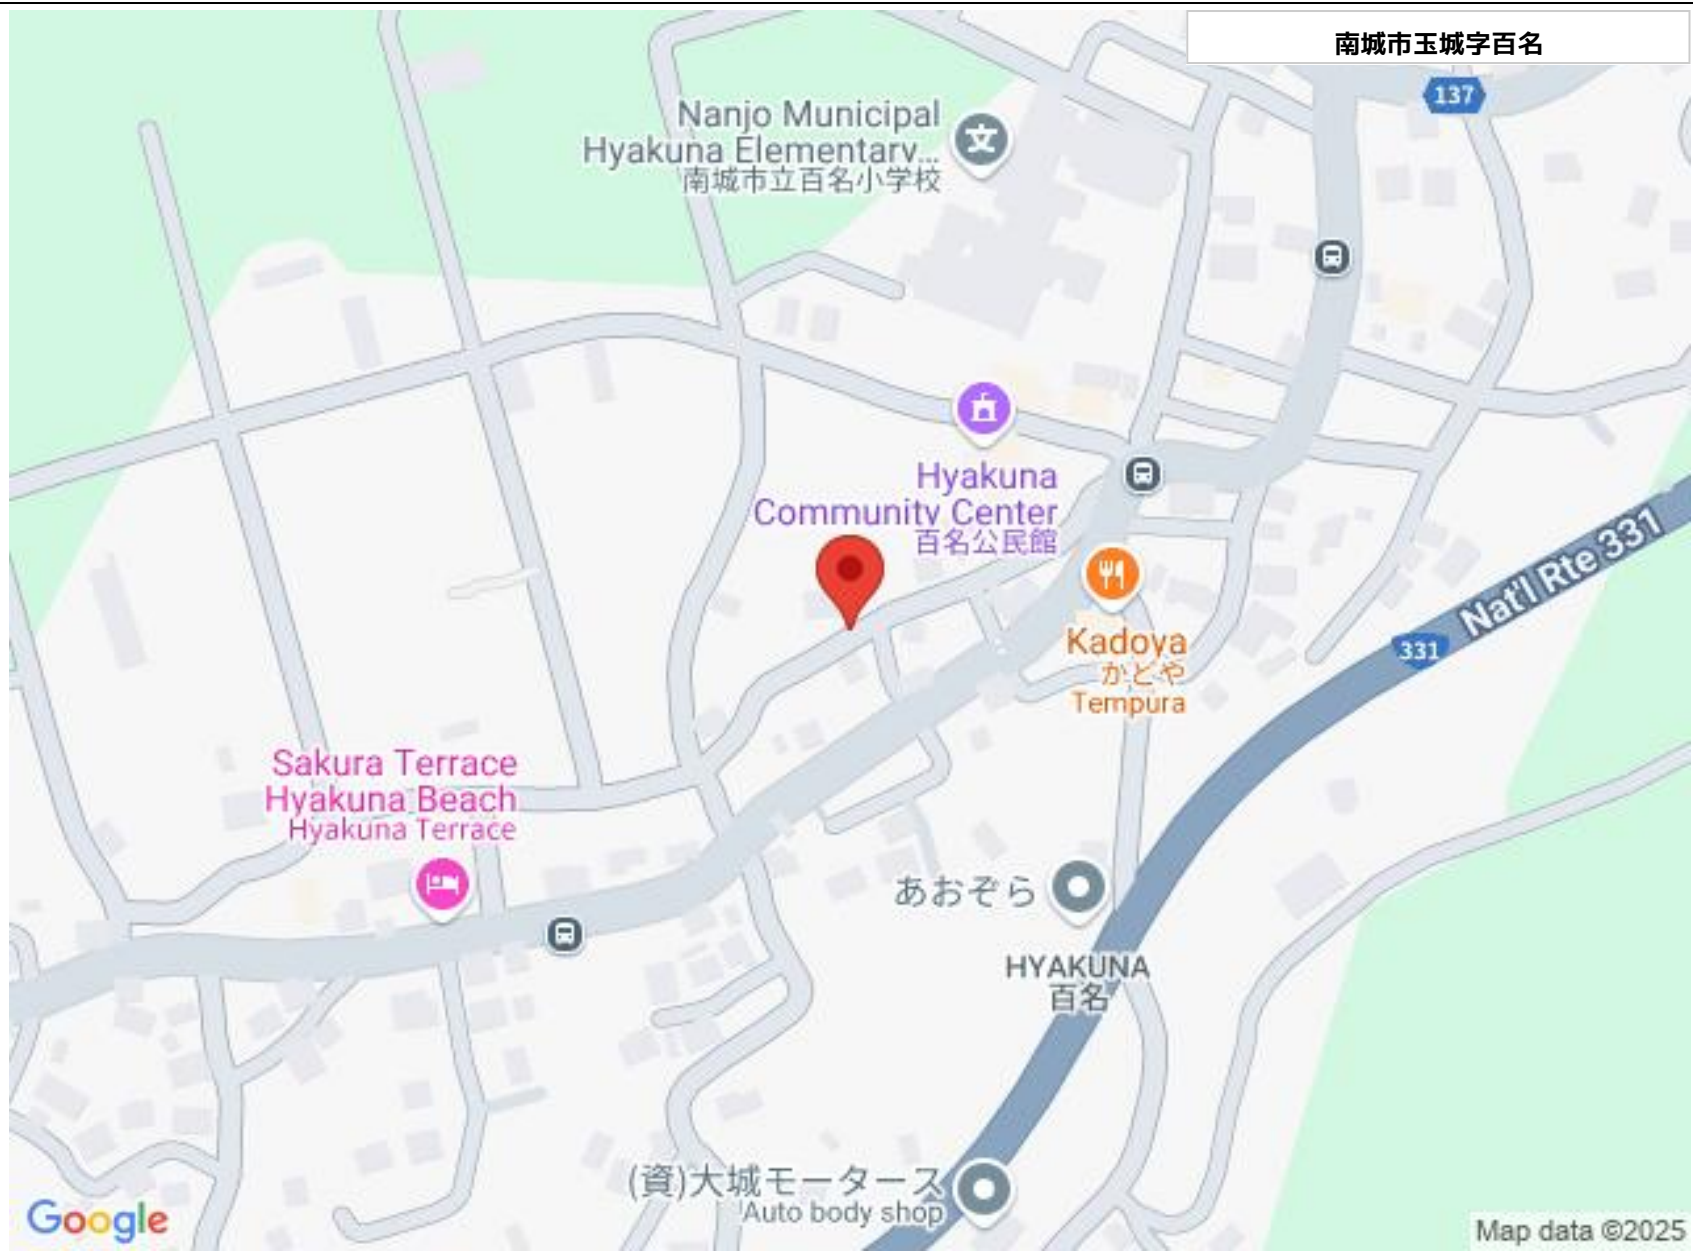 南城市玉城字百名
137
Nanjo Municipal
Hyakuna Elementary...
南城市立百名小学校
Hyakuna
Community Center
百名公民館
Nat'l Rte 331
331
Kadoya
かどや
Tempura
Sakura Terrace
Hyakuna Beach
Hyakuna Terrace
あおぞら
HYAKUNA
百名
(資)大城モータース
Auto body shop
Google
Map data ©2025